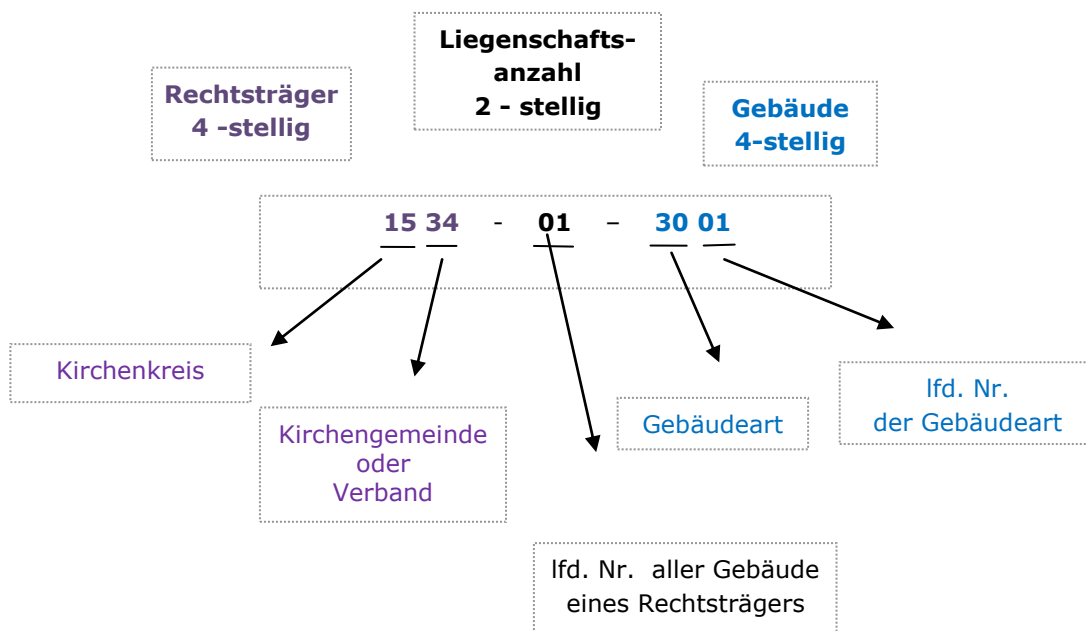 Liegenschafts-
anzahl
2 - stellig
Rechtsträger
4 -stellig
Gebäude
4-stellig
15 34 - 01 – 30 01
Kirchenkreis
Kirchengemeinde
oder
Verband
Gebäudeart
lfd. Nr.
der Gebäudeart
lfd. Nr. aller Gebäude
eines Rechtsträgers